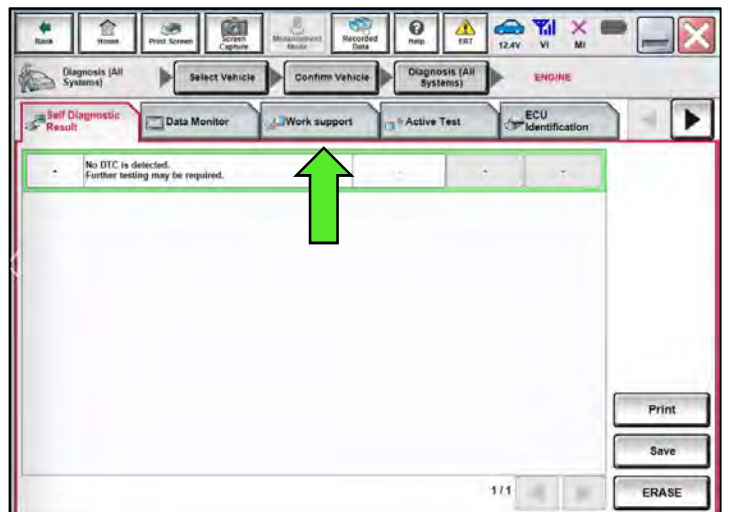 Back
Home
Print Screen
Screen
Capture
Measurement
Mode
Recorded
Data
Help
ERT
12.4V
VI
MI
Diagnosis (All
Systems)
Select Vehicle
Confirm Vehicle
Diagnosis (All
Systems)
ENGINE
Self Diagnostic
Result
Data Monitor
Work support
Active Test
ECU
Identification
- No DTC is detected. - - -
Further testing may be required.
Print
Save
1/1
ERASE